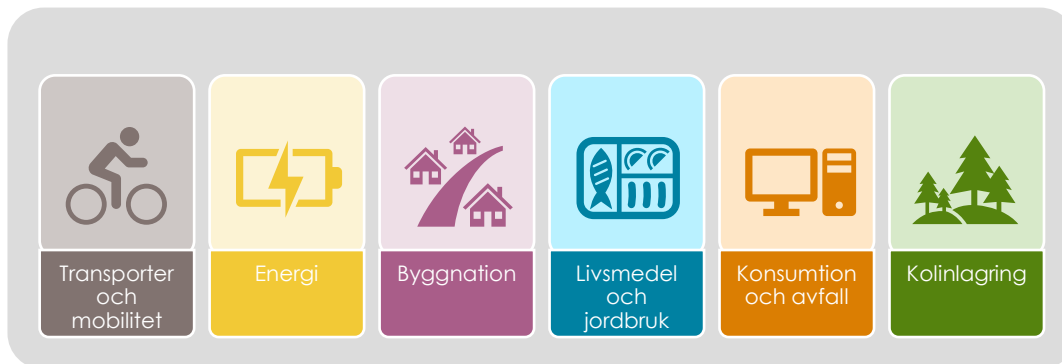 Transporter
och
mobilitet
Energi
Byggnation
Livsmedel
och
jordbruk
Konsumtion
och avfall
Kolinlagring